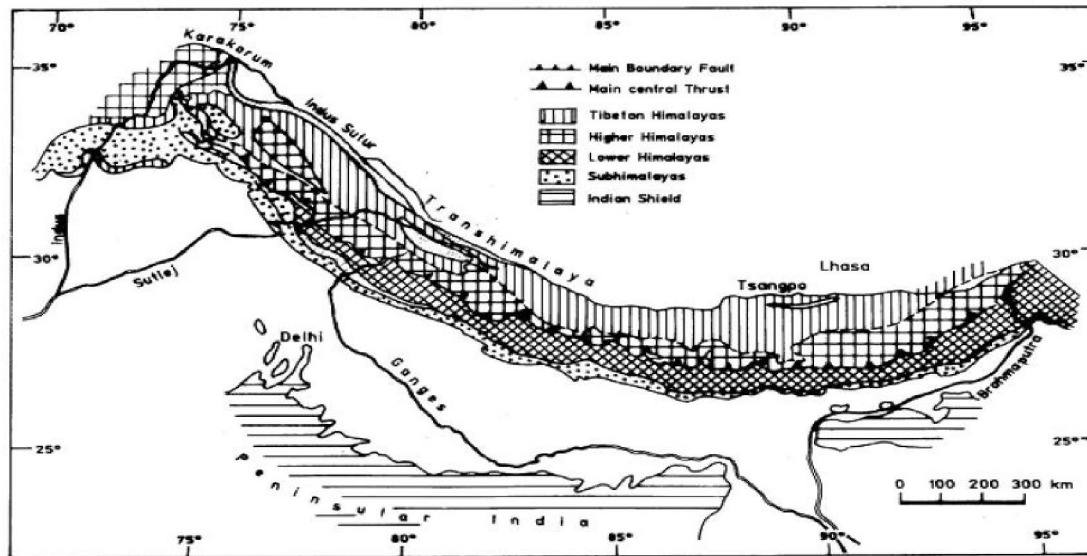 70°
75°
80°
85°
90°
95°
35°
Karakarum
Main Boundary Fault
35°
Main central Thrust
Indus Sulur
Tibetan Himalayas
Higher Himalayas
Lower Himalayas
Subhimalayas
Indian Shield
Transhimalaya
Indus
Sutlej
30°
30°
Lhasa
Tsangpo
Delhi
Ganges
Brahmaputra
25°
25°
Peninsular India
0 100 200 300 km
75°
80°
85°
90°
95°